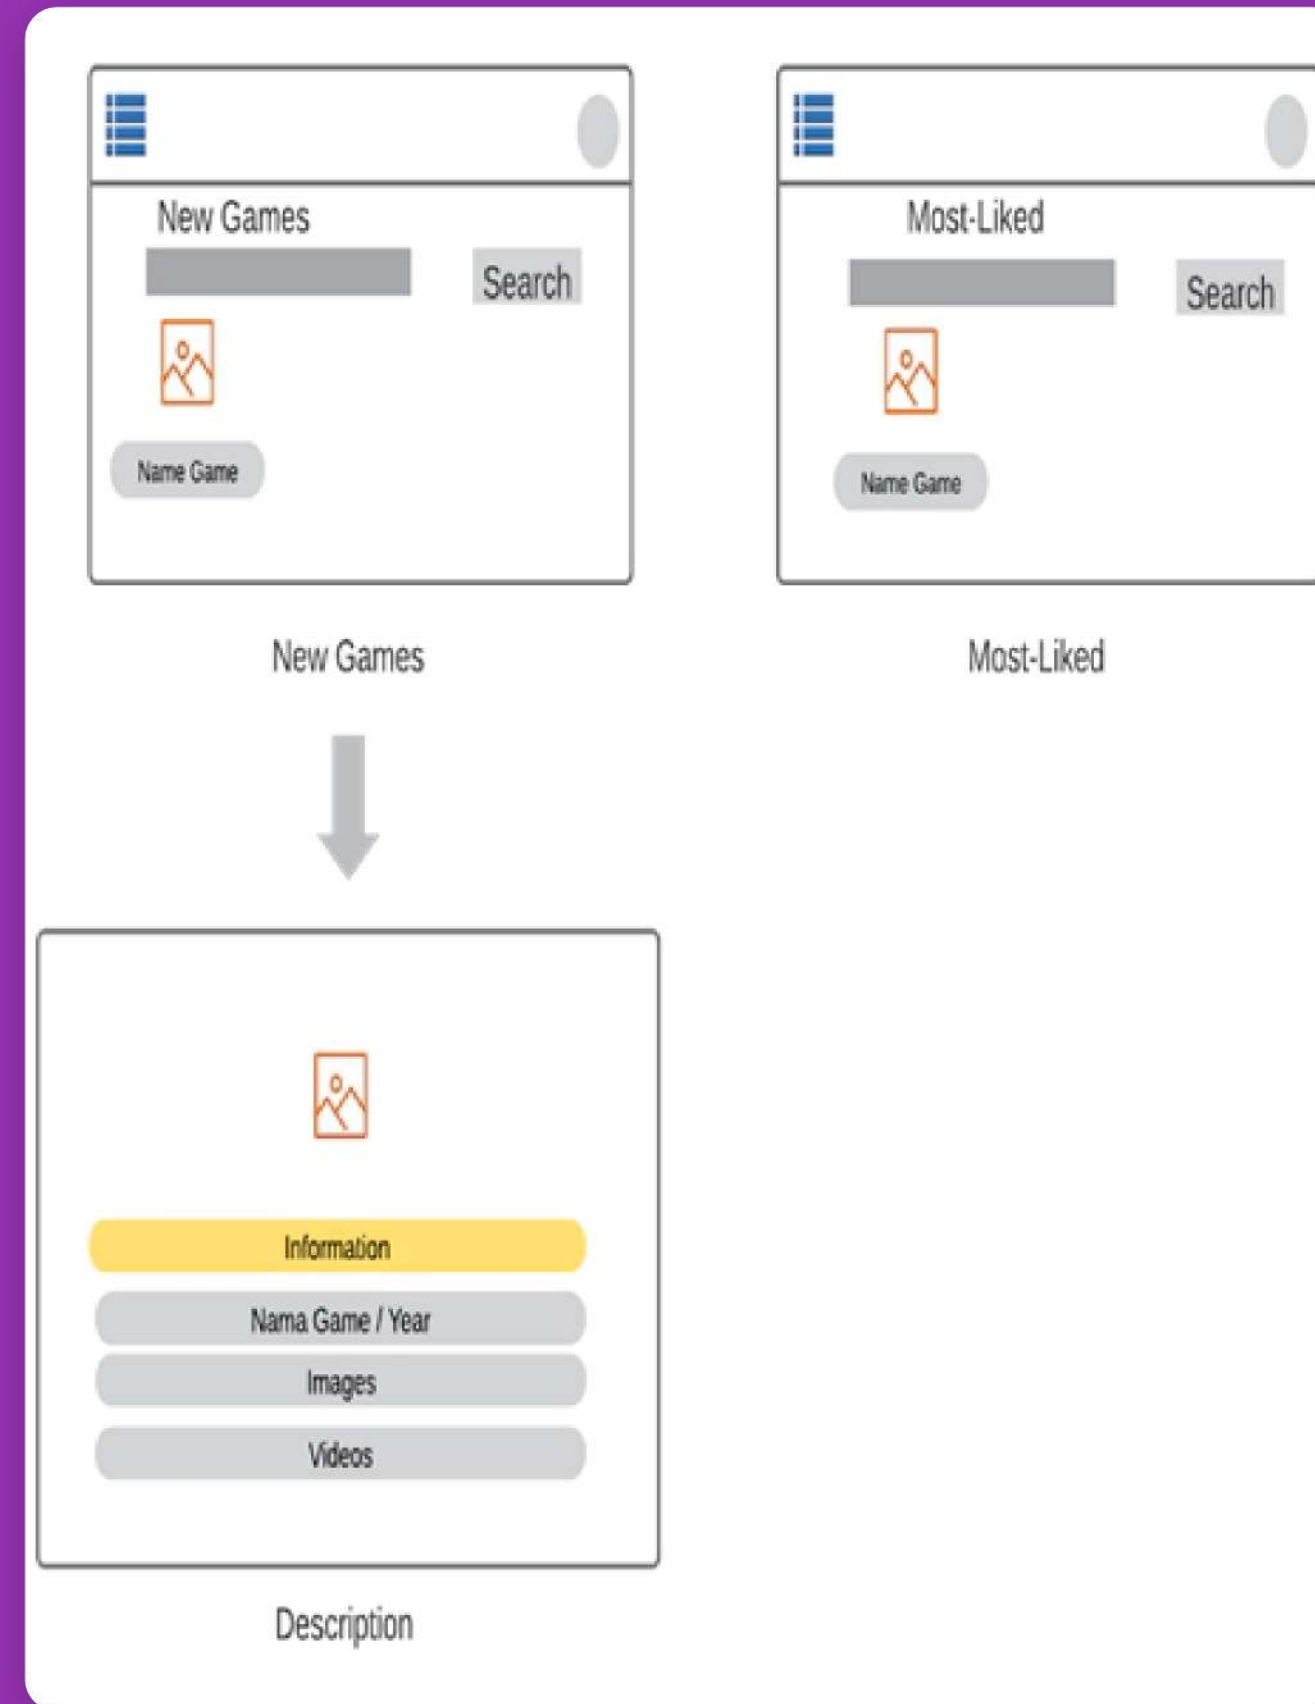 New Games
Search
Name Game
New Games
Most-Liked
Search
Name Game
Most-Liked
Information
Nama Game / Year
Images
Videos
Description